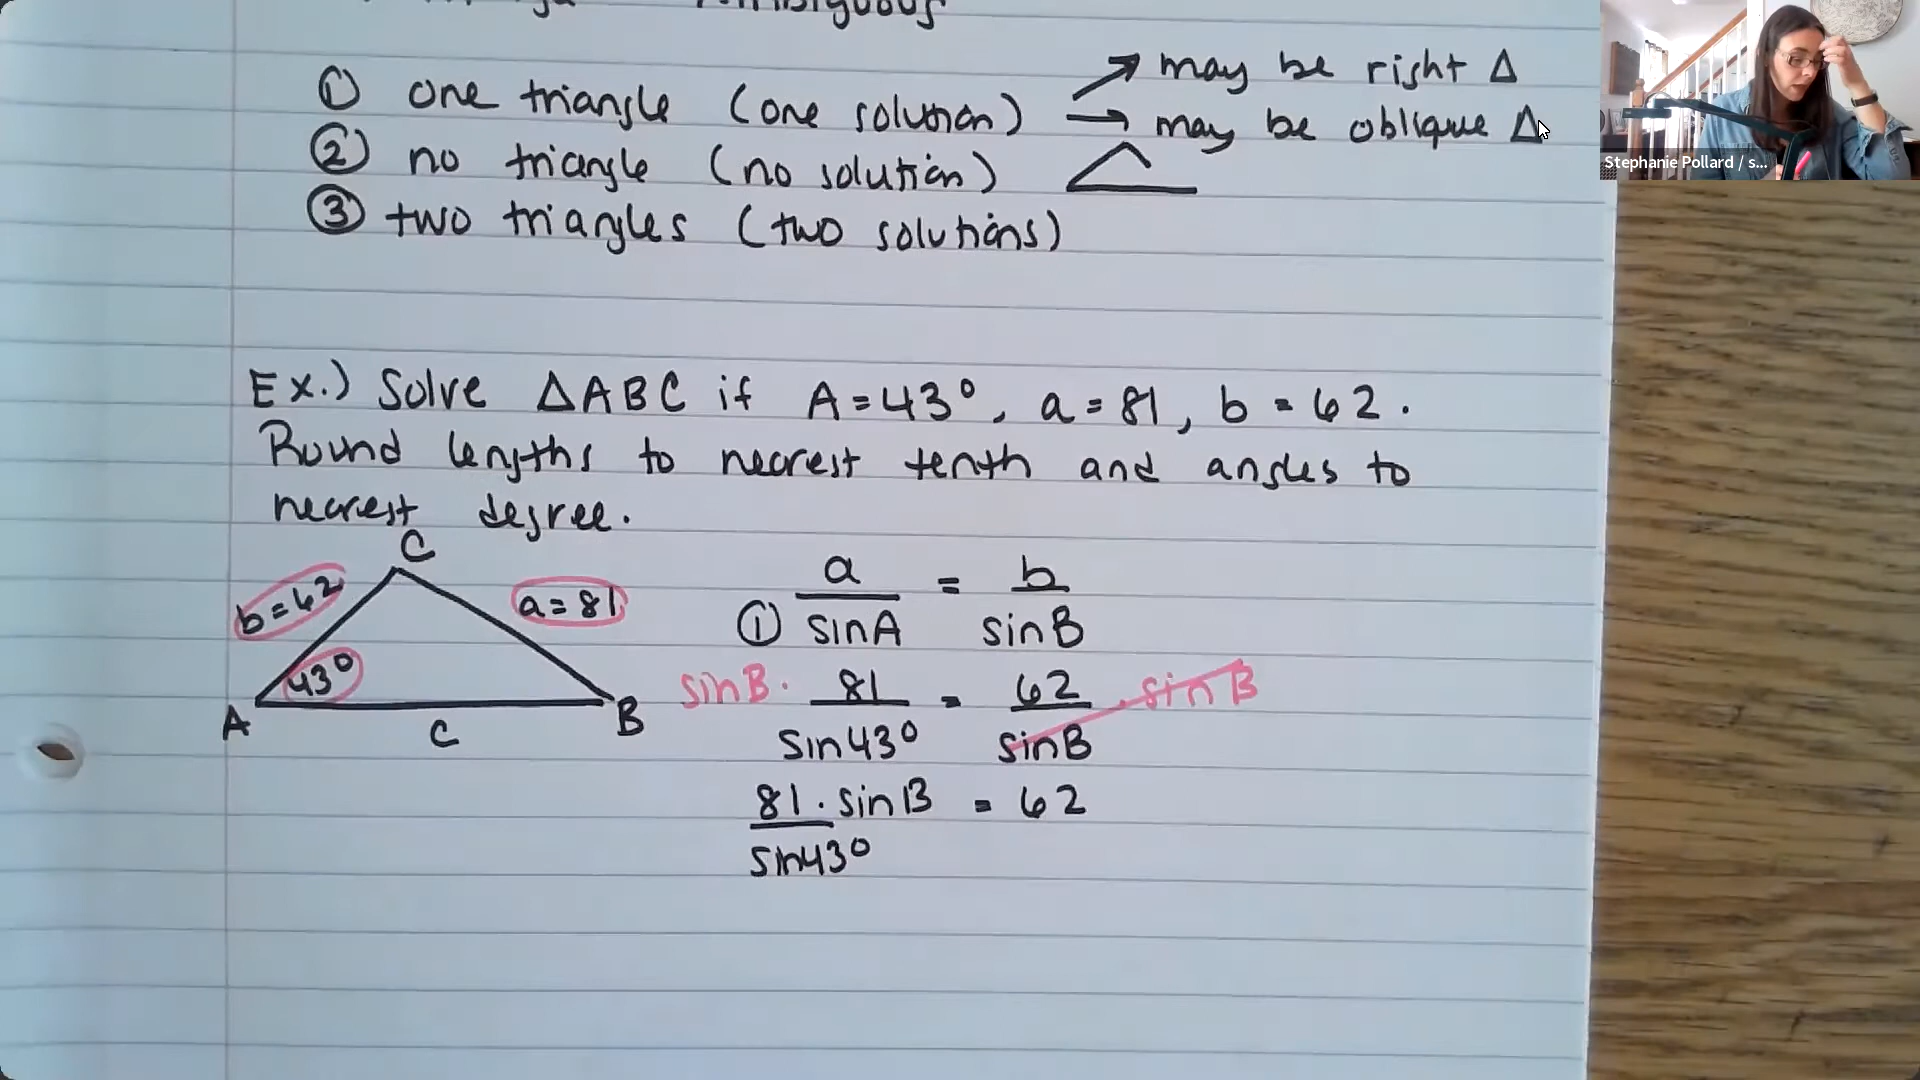 ① one triangle (one solution) → may be right Δ
→ may be oblique Δ
② no triangle (no solution)
③ two triangles (two solutions)
Stephanie Pollard / s...
Ex.) Solve ΔABC if A=43°, a=81, b=62.
Round lengths to nearest tenth and angles to
nearest degree.
C
b=62
a=81
43°
A
c
B
① a/sinA = b/sinB
sinB · 81/sin43° = 62/sinB · sinB
81/sin43° · sinB = 62